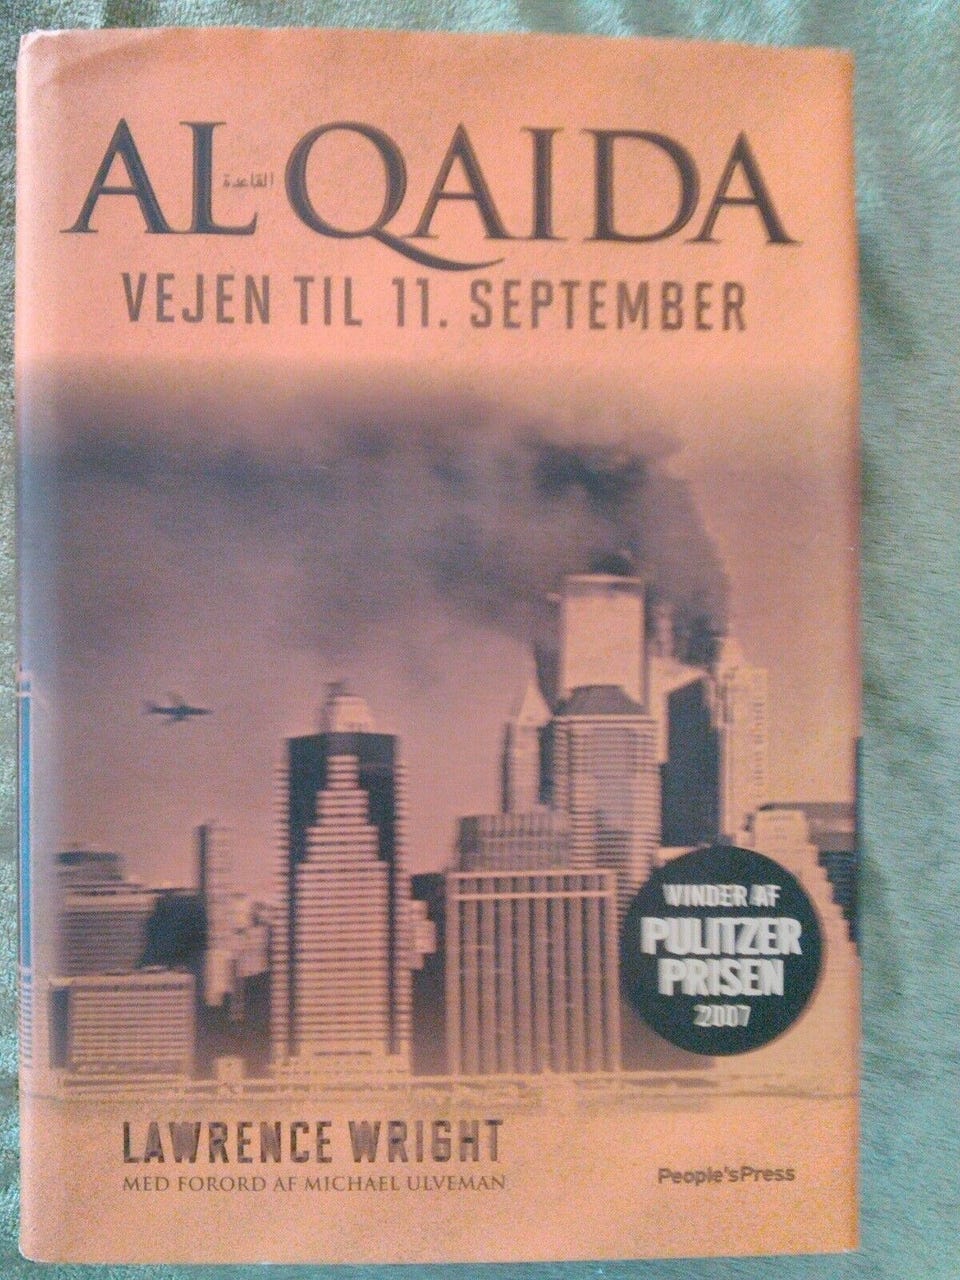 AL QAIDA
القاعدة
VEJEN TIL 11. SEPTEMBER
WINDER AF
PULITZER
PRISEN
2007
LAWRENCE WRIGHT
MED FORORD AF MICHAEL ULVEMAN
People'sPress